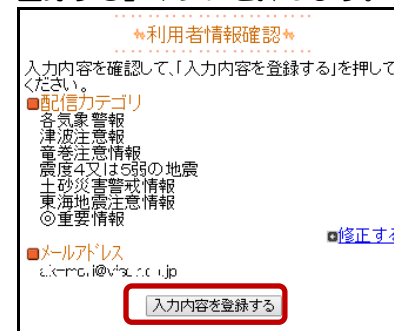 利用者情報確認
入力内容を確認して、「入力内容を登録する」を押して
ください。
■配信カテゴリ
各気象警報
津波注意報
竜巻注意情報
震度4又は5弱の地震
土砂災害警戒情報
東海地震注意情報
◎重要情報
修正する
■メールアドレス
入力内容を登録する